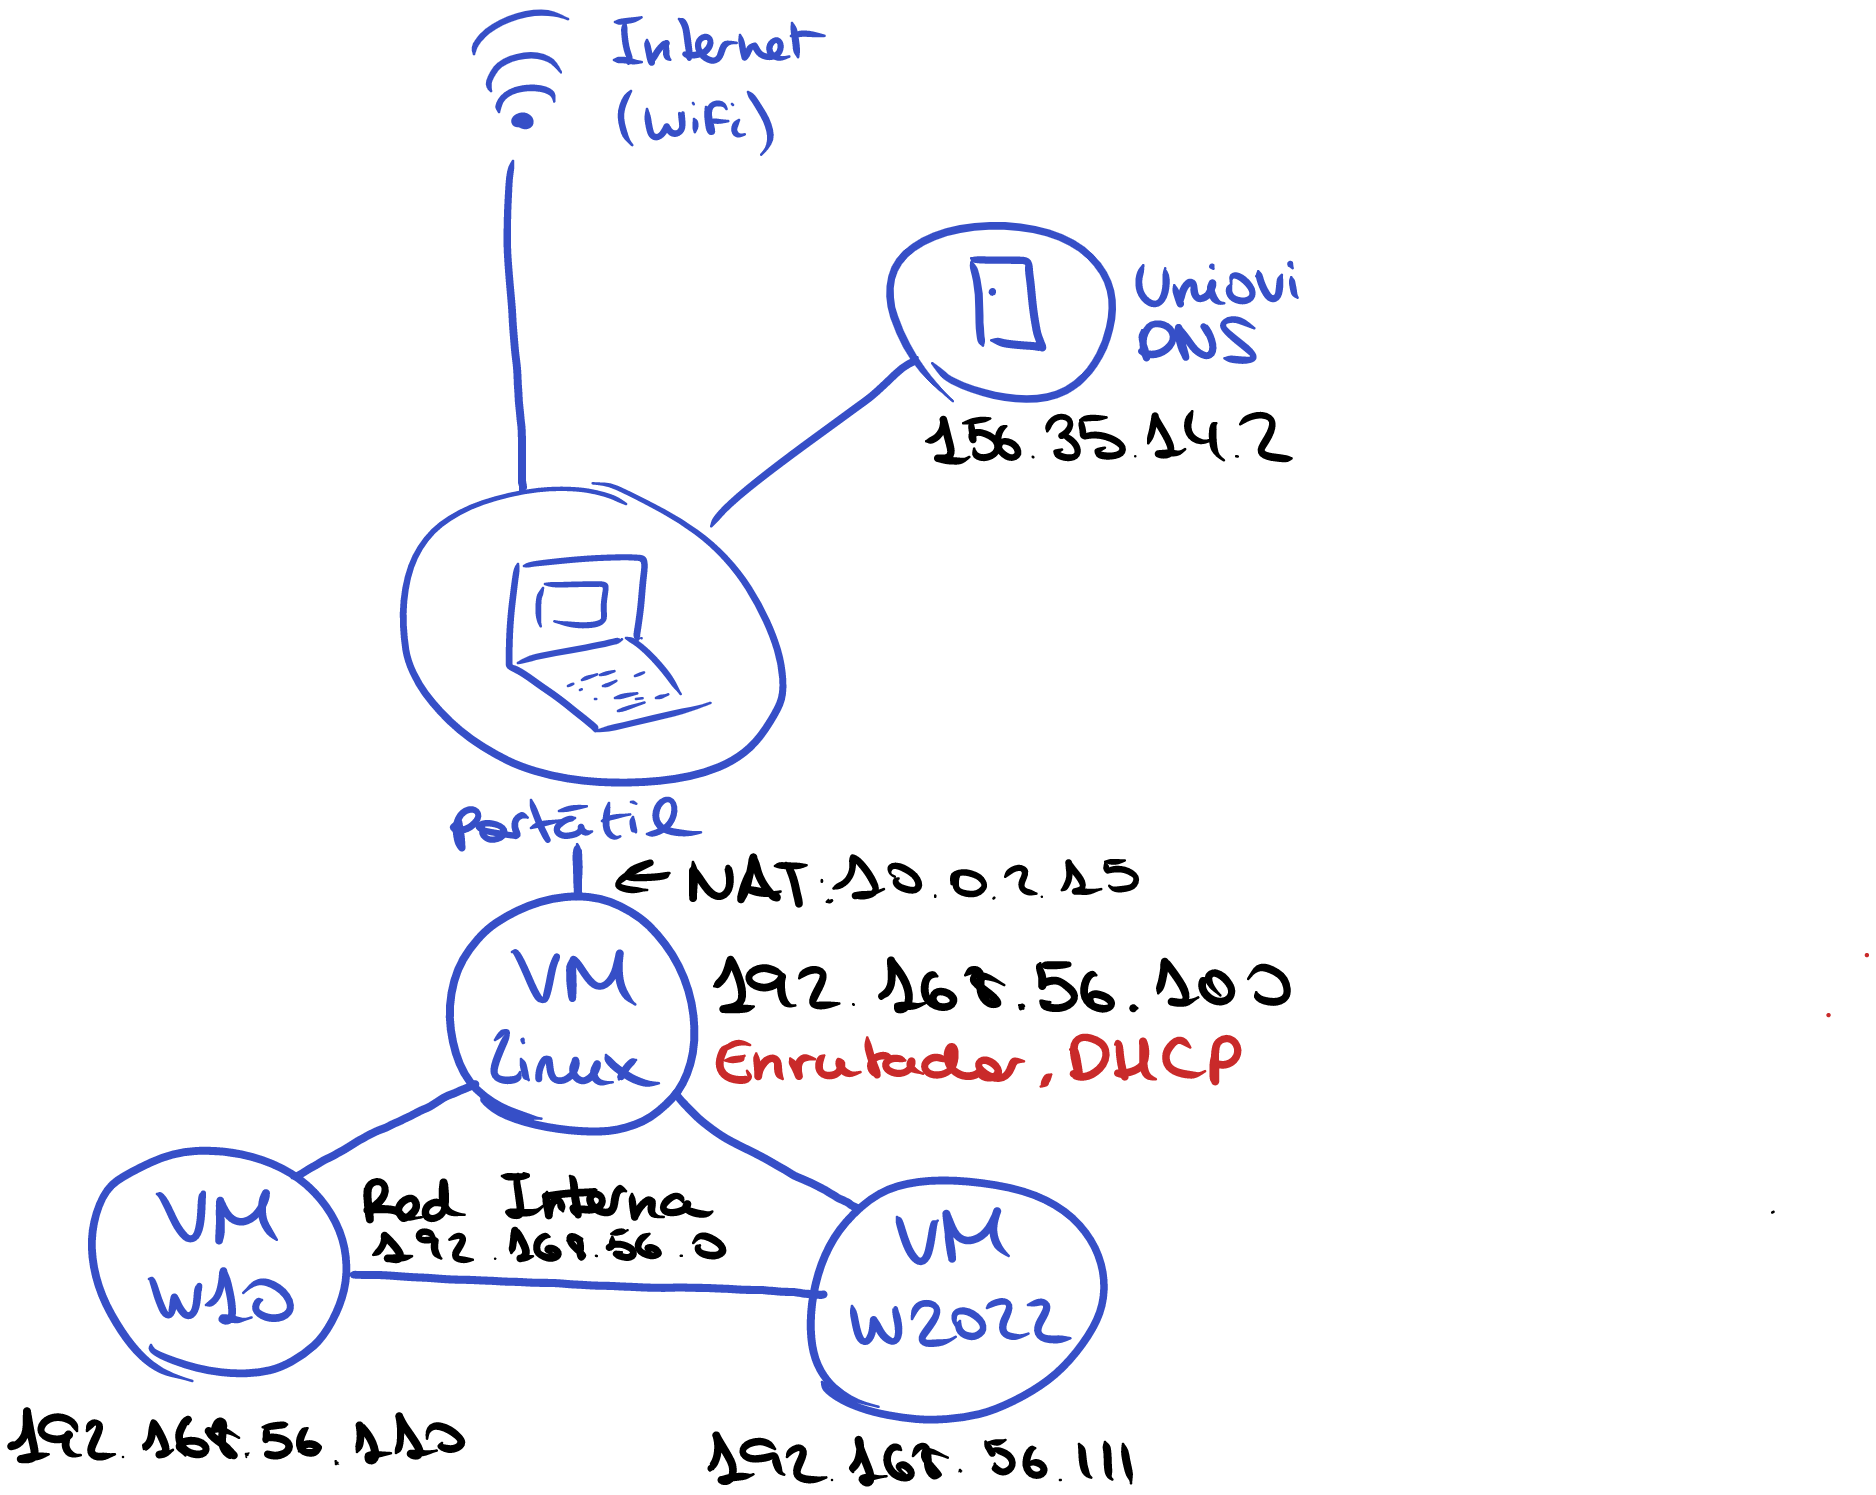 Internet
(WiFi)
Uniovi
DNS
156.35.14.2
Portátil
← NAT: 10.0.2.15
VM
Linux
192.168.56.100
Enrutador, DHCP
Red Interna
192.168.56.0
VM
W10
VM
W2022
192.168.56.110
192.168.56.111